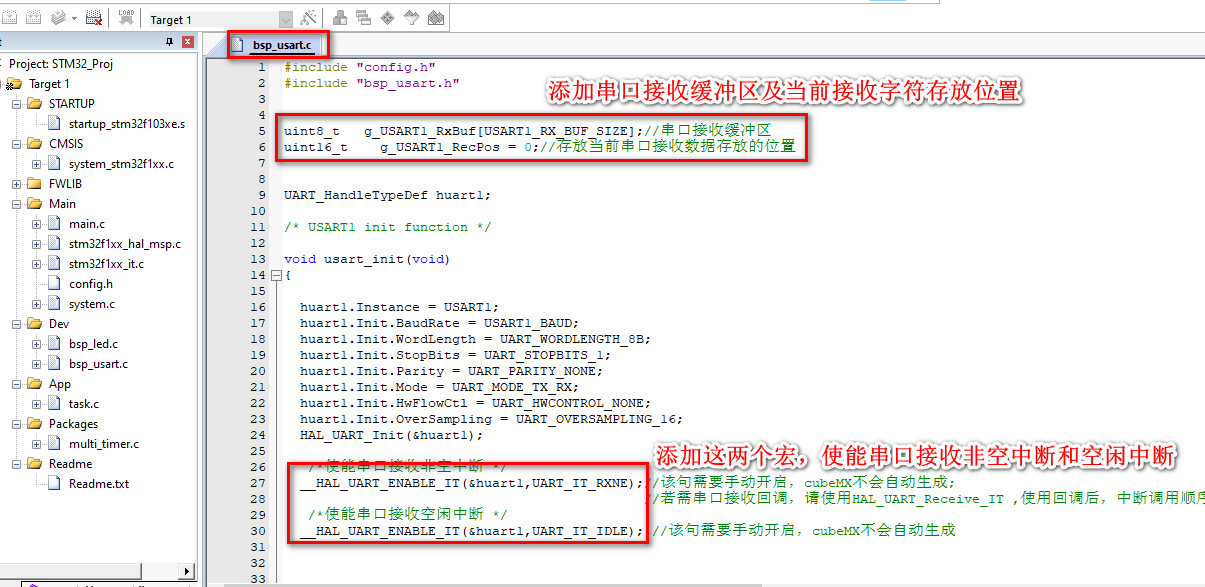 LOAD
Target 1
Project: STM32_Proj
Target 1
STARTUP
startup_stm32f103xe.s
CMSIS
system_stm32f1xx.c
FWLIB
Main
main.c
stm32f1xx_hal_msp.c
stm32f1xx_it.c
config.h
system.c
Dev
bsp_led.c
bsp_usart.c
App
task.c
Packages
multi_timer.c
Readme
Readme.txt
bsp_usart.c
添加串口接收缓冲区及当前接收字符存放位置
1 #include "config.h"
2 #include "bsp_usart.h"
3
4
5 uint8_t g_USART1_RxBuf[USART1_RX_BUF_SIZE];//串口接收缓冲区
6 uint16_t g_USART1_RecPos = 0;//存放当前串口接收数据存放的位置
7
8
9 UART_HandleTypeDef huart1;
10
11 /* USART1 init function */
12
13 void usart_init(void)
14 {
15
16 huart1.Instance = USART1;
17 huart1.Init.BaudRate = USART1_BAUD;
18 huart1.Init.WordLength = UART_WORDLENGTH_8B;
19 huart1.Init.StopBits = UART_STOPBITS_1;
20 huart1.Init.Parity = UART_PARITY_NONE;
21 huart1.Init.Mode = UART_MODE_TX_RX;
22 huart1.Init.HwFlowCtl = UART_HWCONTROL_NONE;
23 huart1.Init.OverSampling = UART_OVERSAMPLING_16;
24 HAL_UART_Init(&huart1);
25
添加这两个宏，使能串口接收非空中断和空闲中断
26 /*使能串口接收非空中断 */
27 __HAL_UART_ENABLE_IT(&huart1,UART_IT_RXNE);//该句需要手动开启，cubeMX不会自动生成;
28 //若需串口接收回调，请使用HAL_UART_Receive_IT ,使用回调后，中断调用顺序
29 /*使能串口接收空闲中断 */
30 __HAL_UART_ENABLE_IT(&huart1,UART_IT_IDLE); //该句需要手动开启，cubeMX不会自动生成
31
32
33